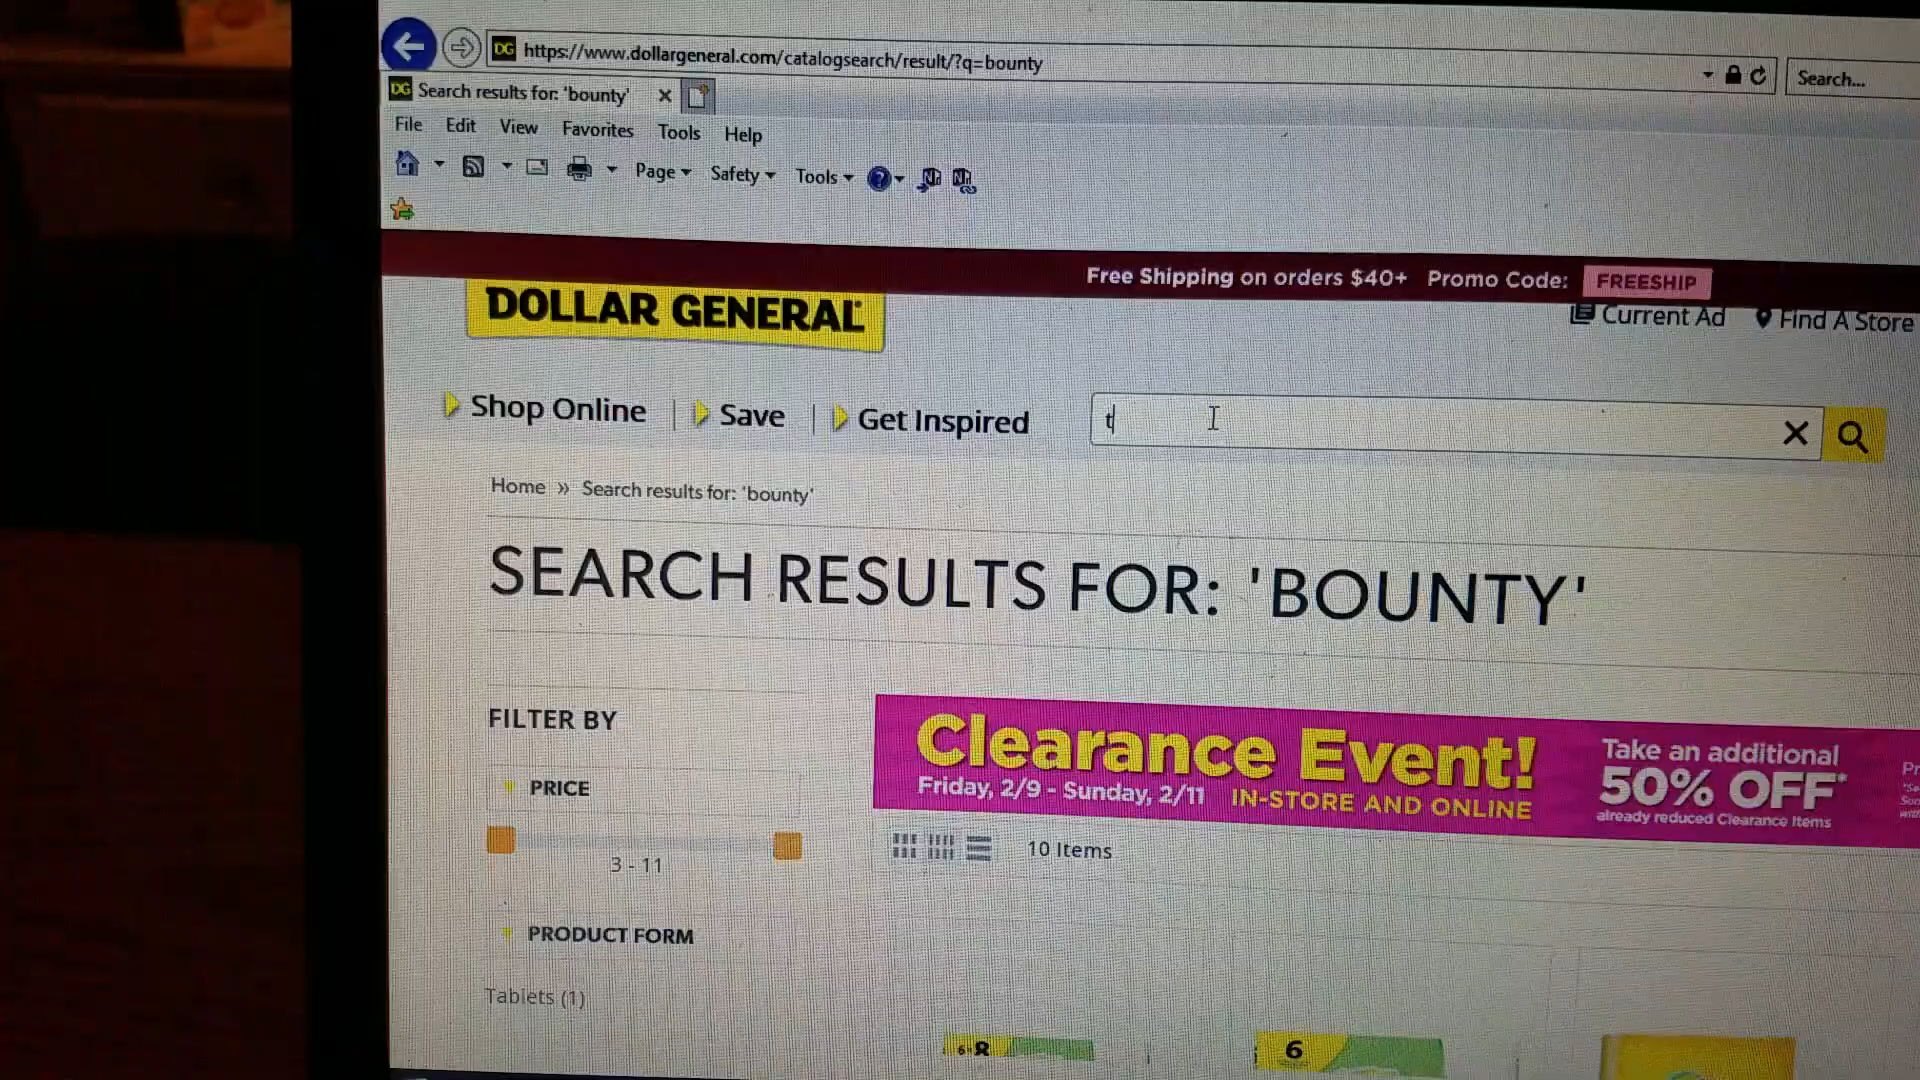 DG https://www.dollargeneral.com/catalogsearch/result/?q=bounty
Search...
DG Search results for: 'bounty'
File Edit View Favorites Tools Help
Page Safety Tools
Free Shipping on orders $40+ Promo Code: FREESHIP
DOLLAR GENERAL
Current Ad Find A Store
Shop Online | Save | Get Inspired
t
Home » Search results for: 'bounty'
SEARCH RESULTS FOR: 'BOUNTY'
FILTER BY
Clearance Event!
Friday, 2/9 - Sunday, 2/11 IN-STORE AND ONLINE
Take an additional
50% OFF*
already reduced Clearance Items
PRICE
3 - 11
10 Items
PRODUCT FORM
Tablets (1)
6=8
6